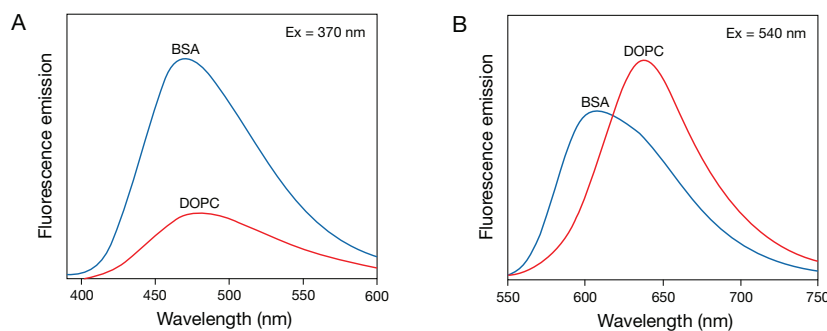 A
Ex = 370 nm
BSA
DOPC
Fluorescence emission
400 450 500 550 600
Wavelength (nm)
B
Ex = 540 nm
DOPC
BSA
Fluorescence emission
550 600 650 700 750
Wavelength (nm)